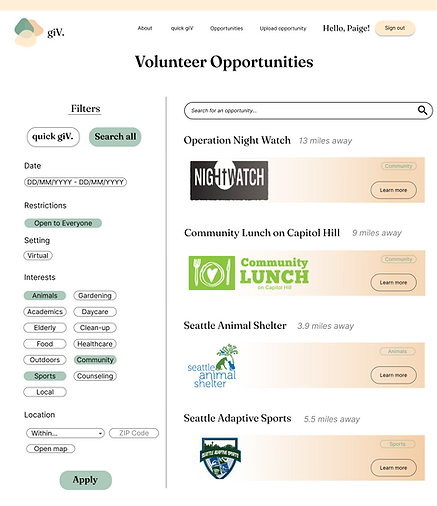 giV.
About
quick giV
Opportunities
Upload opportunity
Hello, Paige!
Sign out
Volunteer Opportunities
Filters
quick giV.
Search all
Date
DD/MM/YYYY - DD/MM/YYYY
Restrictions
Open to Everyone
Setting
Virtual
Interests
Animals
Gardening
Academics
Daycare
Elderly
Clean-up
Food
Healthcare
Outdoors
Community
Sports
Counseling
Local
Location
Within...
ZIP Code
Open map
Apply
Search for an opportunity...
Operation Night Watch
13 miles away
NIGHTWATCH
Community
Learn more
Community Lunch on Capitol Hill
9 miles away
Community
LUNCH
on Capitol Hill
Community
Learn more
Seattle Animal Shelter
3.9 miles away
seattle
animal
shelter
Animals
Learn more
Seattle Adaptive Sports
5.5 miles away
SEATTLE ADAPTIVE SPORTS
Sports
Learn more